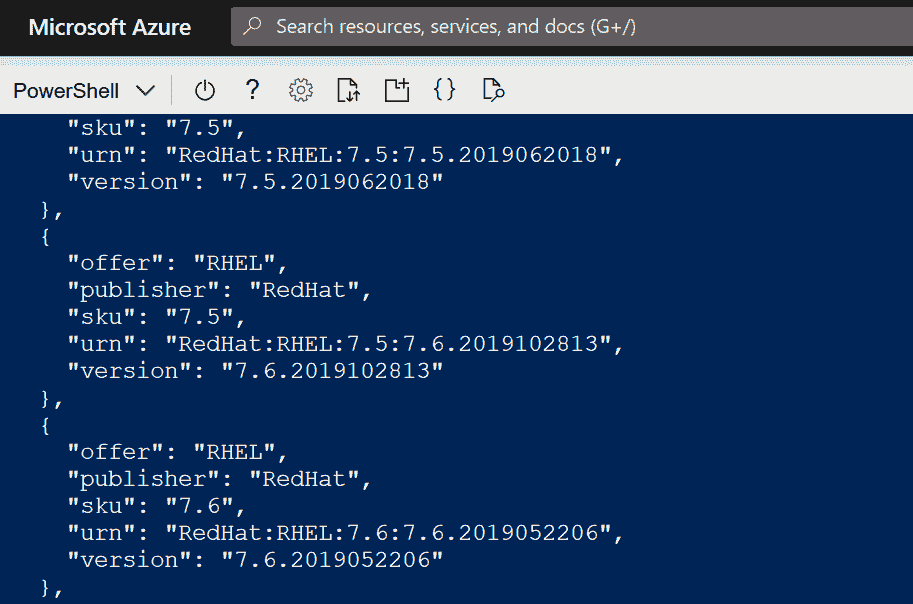 Microsoft Azure
Search resources, services, and docs (G+/)
PowerShell
"sku": "7.5",
"urn": "RedHat:RHEL:7.5:7.5.2019062018",
"version": "7.5.2019062018"
},
{
"offer": "RHEL",
"publisher": "RedHat",
"sku": "7.5",
"urn": "RedHat:RHEL:7.5:7.6.2019102813",
"version": "7.6.2019102813"
},
{
"offer": "RHEL",
"publisher": "RedHat",
"sku": "7.6",
"urn": "RedHat:RHEL:7.6:7.6.2019052206",
"version": "7.6.2019052206"
},